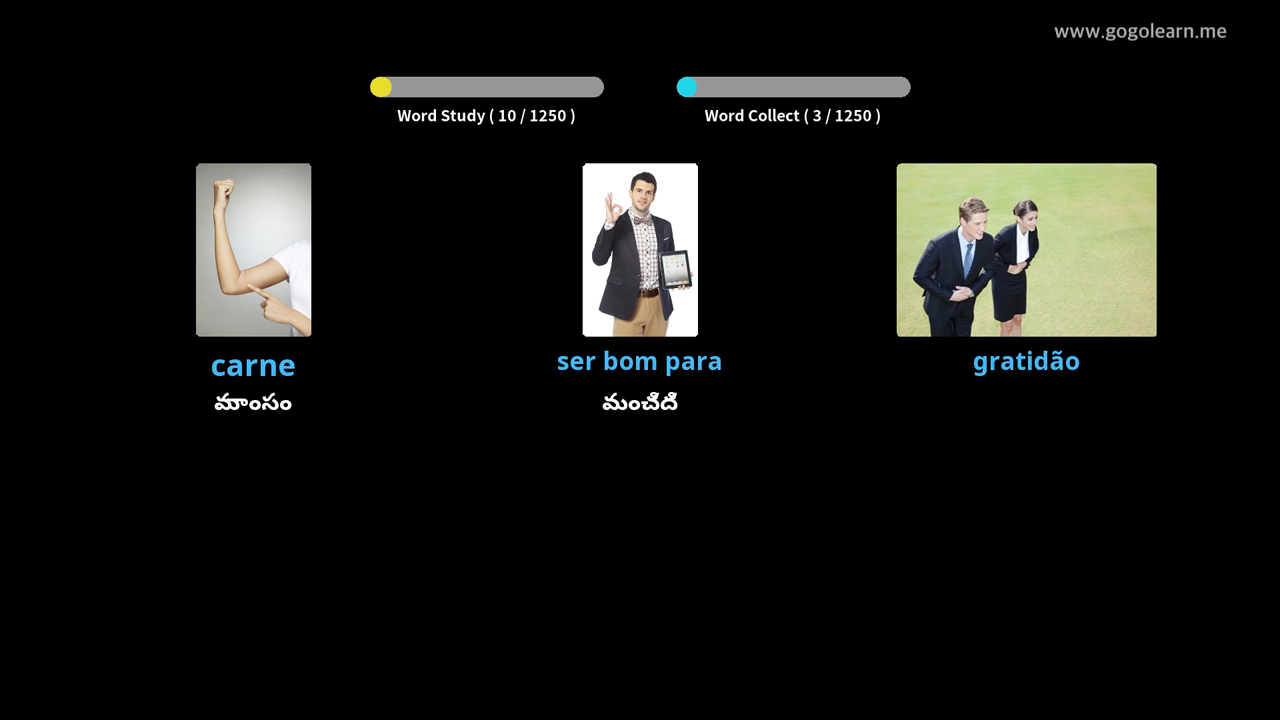 www.gogolearn.me
Word Study ( 10 / 1250 )
Word Collect ( 3 / 1250 )
carne
ser bom para
gratidão
మాంసం
మంచిది